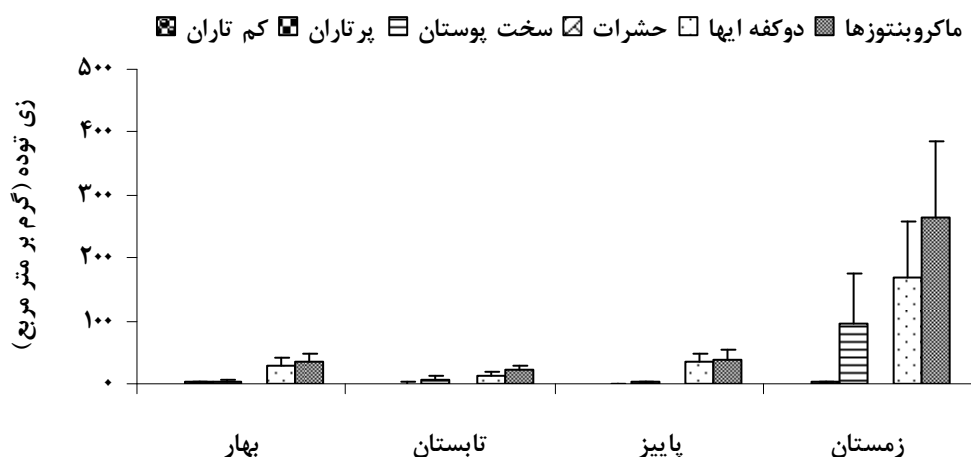 کم تاران پرتاران سخت پوستان حشرات دوکفه ایها ماکروبنتوزها
زی توده (گرم بر متر مربع)
۵۰۰
۴۰۰
۳۰۰
۲۰۰
۱۰۰
۰
بهار تابستان پاییز زمستان